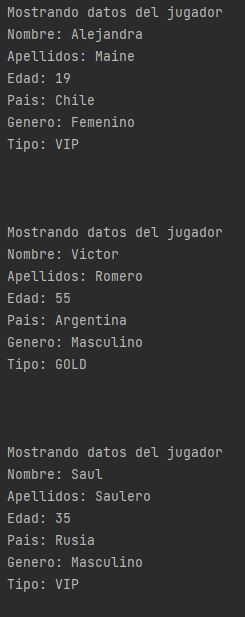 Mostrando datos del jugador
Nombre: Alejandra
Apellidos: Maine
Edad: 19
Pais: Chile
Genero: Femenino
Tipo: VIP
Mostrando datos del jugador
Nombre: Victor
Apellidos: Romero
Edad: 55
Pais: Argentina
Genero: Masculino
Tipo: GOLD
Mostrando datos del jugador
Nombre: Saul
Apellidos: Saulero
Edad: 35
Pais: Rusia
Genero: Masculino
Tipo: VIP